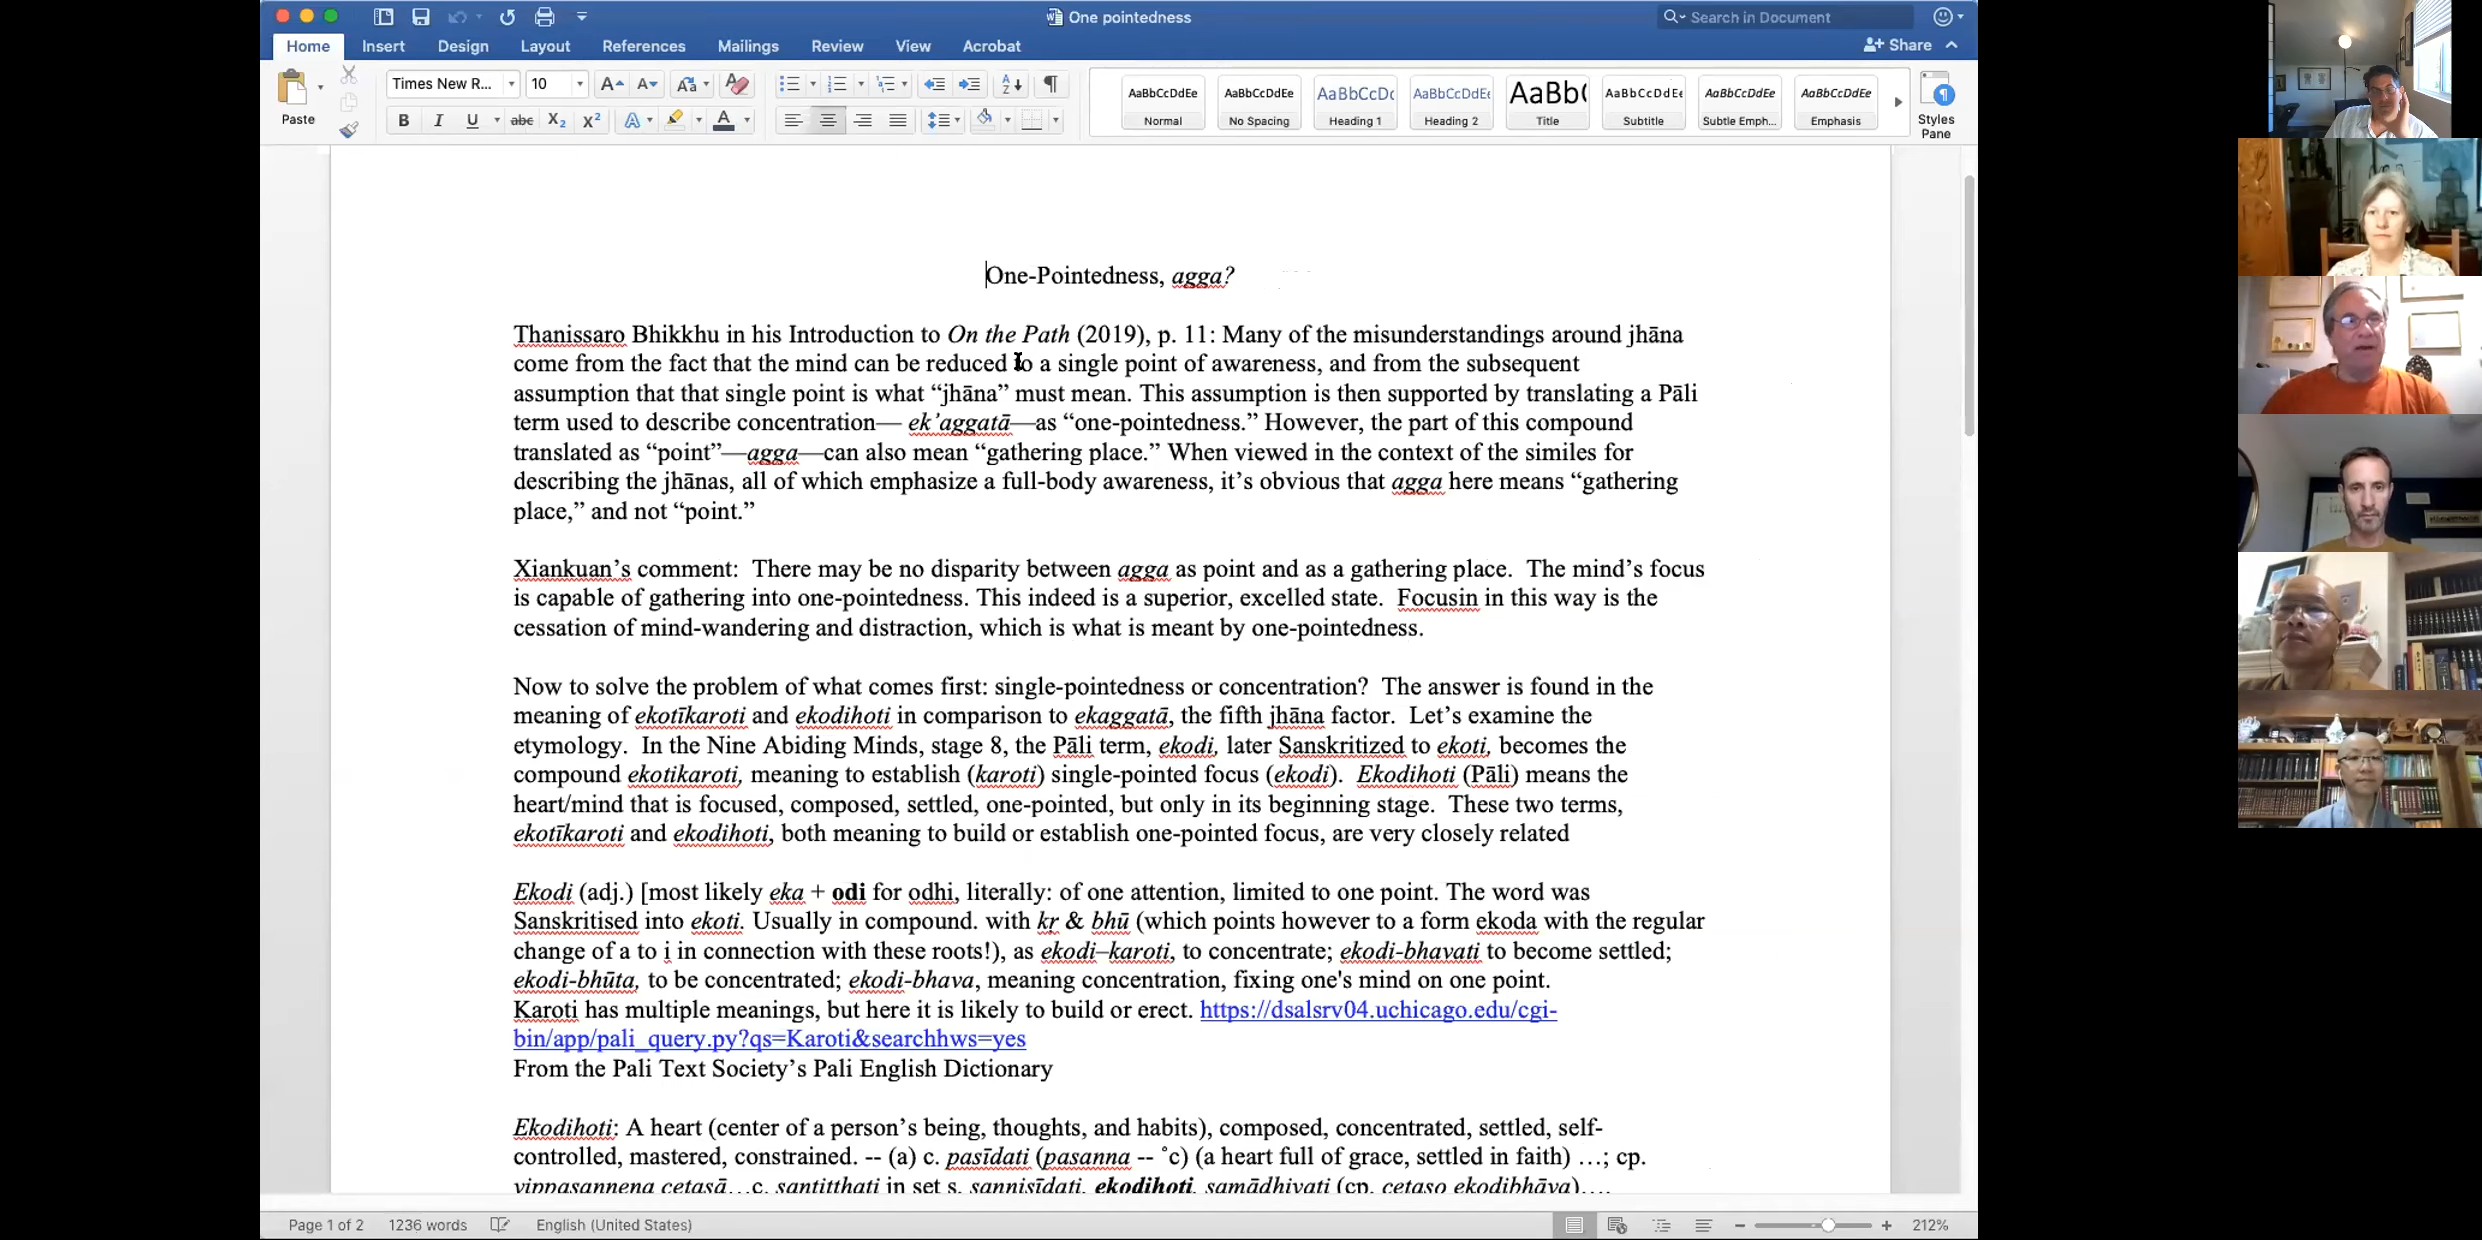 One pointedness
Search in Document
Home Insert Design Layout References Mailings Review View Acrobat
Share
Paste
Times New R... 10
AaBbCcDdEe AaBbCcDdEe AaBbCcDc AaBbCcDdEe AaBb( AaBbCcDdEe AaBbCcDdEe AaBbCcDdEe
Normal No Spacing Heading 1 Heading 2 Title Subtitle Subtle Emph... Emphasis
Styles
Pane
One-Pointedness, agga?
Thanissaro Bhikkhu in his Introduction to On the Path (2019), p. 11: Many of the misunderstandings around jhāna
come from the fact that the mind can be reduced to a single point of awareness, and from the subsequent
assumption that that single point is what “jhāna” must mean. This assumption is then supported by translating a Pāli
term used to describe concentration— ek’aggatā—as “one-pointedness.” However, the part of this compound
translated as “point”—agga—can also mean “gathering place.” When viewed in the context of the similes for
describing the jhānas, all of which emphasize a full-body awareness, it’s obvious that agga here means “gathering
place,” and not “point.”
Xiankuan’s comment: There may be no disparity between agga as point and as a gathering place. The mind’s focus
is capable of gathering into one-pointedness. This indeed is a superior, excelled state. Focusin in this way is the
cessation of mind-wandering and distraction, which is what is meant by one-pointedness.
Now to solve the problem of what comes first: single-pointedness or concentration? The answer is found in the
meaning of ekotīkaroti and ekodihoti in comparison to ekaggatā, the fifth jhāna factor. Let’s examine the
etymology. In the Nine Abiding Minds, stage 8, the Pāli term, ekodi, later Sanskritized to ekoti, becomes the
compound ekotikaroti, meaning to establish (karoti) single-pointed focus (ekodi). Ekodihoti (Pāli) means the
heart/mind that is focused, composed, settled, one-pointed, but only in its beginning stage. These two terms,
ekotīkaroti and ekodihoti, both meaning to build or establish one-pointed focus, are very closely related
Ekodi (adj.) [most likely eka + odi for odhi, literally: of one attention, limited to one point. The word was
Sanskritised into ekoti. Usually in compound. with kṛ & bhū (which points however to a form ekoda with the regular
change of a to i in connection with these roots!), as ekodi–karoti, to concentrate; ekodi-bhavati to become settled;
ekodi-bhūta, to be concentrated; ekodi-bhava, meaning concentration, fixing one's mind on one point.
Karoti has multiple meanings, but here it is likely to build or erect. https://dsalsrv04.uchicago.edu/cgi-
bin/app/pali_query.py?qs=Karoti&searchhws=yes
From the Pali Text Society’s Pali English Dictionary
Ekodihoti: A heart (center of a person’s being, thoughts, and habits), composed, concentrated, settled, self-
controlled, mastered, constrained. -- (a) c. pasīdati (pasanna -- ˚c) (a heart full of grace, settled in faith) …; cp.
vippasannena cetasā…c. santiṭṭhati in set s. sannisīdati, ekodihoti, samādhiyati (cp. cetaso ekodibhāva)….
Page 1 of 2 1236 words English (United States) 212%